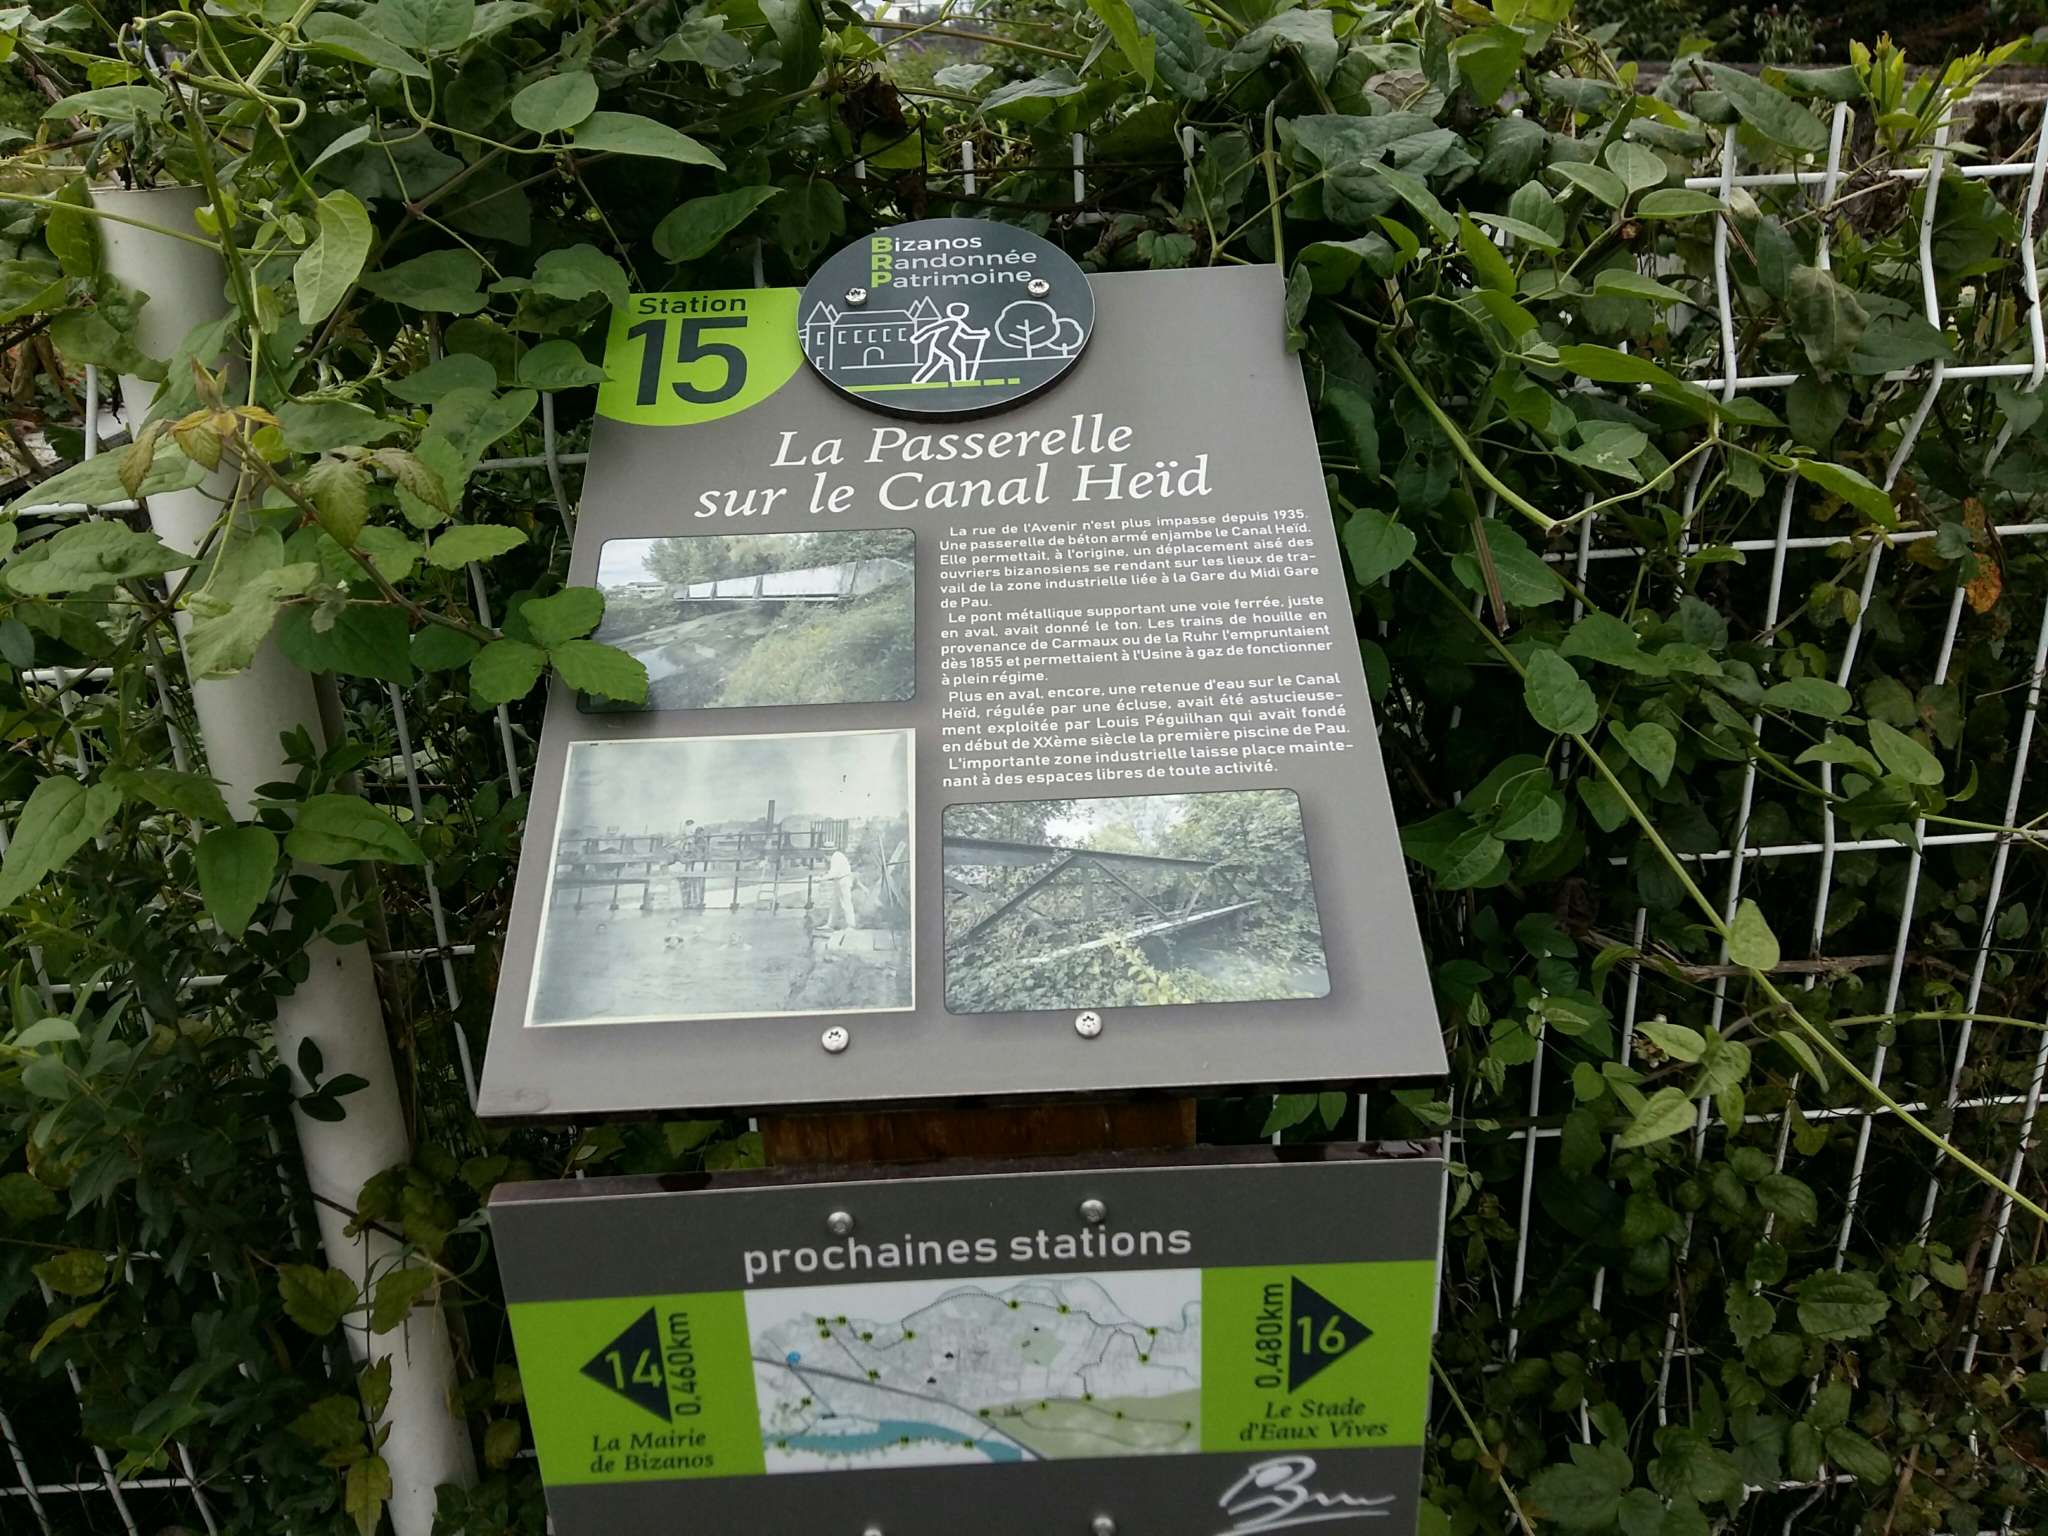 Bizanos
Randonnée
Patrimoine
Station
15
La Passerelle
sur le Canal Heïd
La rue de l'Avenir n'est plus impasse depuis 1935.
Une passerelle de béton armé enjambe le Canal Heïd.
Elle permettait, à l'origine, un déplacement aisé des
ouvriers bizanosiens se rendant sur les lieux de tra-
vail de la zone industrielle liée à la Gare du Midi Gare
de Pau.
Le pont métallique supportant une voie ferrée, juste
en aval, avait donné le ton. Les trains de houille en
provenance de Carmaux ou de la Ruhr l'empruntaient
dès 1855 et permettaient à l'Usine à gaz de fonctionner
à plein régime.
Plus en aval, encore, une retenue d'eau sur le Canal
Heïd, régulée par une écluse, avait été astucieuse-
ment exploitée par Louis Péguilhan qui avait fondé
en début de XXème siècle la première piscine de Pau.
L'importante zone industrielle laisse place mainte-
nant à des espaces libres de toute activité.
prochaines stations
14
0,460km
La Mairie
de Bizanos
16
0,480km
Le Stade
d'Eaux Vives